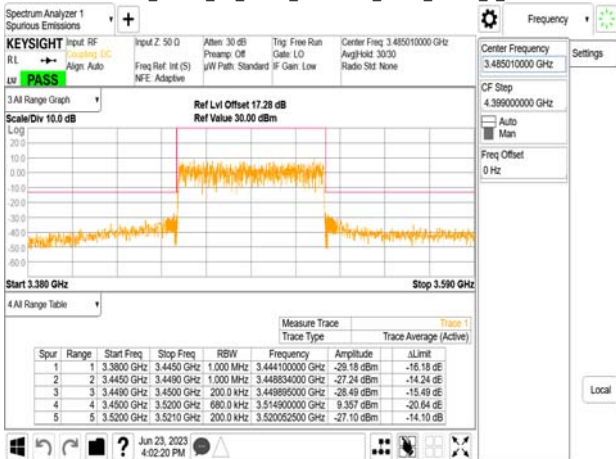 Spectrum Analyzer 1
Spurious Emissions
+
Frequency
KEYSIGHT Input: RF Input Z: 50 Ω Atten: 30 dB Trig: Free Run Center Freq: 3.485010000 GHz
RL Coupling: DC Preamp: Off Gate: LO Avg|Hold: 30/30
Align: Auto Freq Ref: Int (S) µW Path: Standard IF Gain: Low Radio Std: None
LV PASS NFE: Adaptive
Center Frequency
3.485010000 GHz
Settings
CF Step
4.399000000 GHz
Auto
Man
Freq Offset
0 Hz
3 All Range Graph
Ref Lvl Offset 17.28 dB
Scale/Div 10.0 dB Ref Value 30.00 dBm
Log
20.0
10.0
0.00
-10.0
-20.0
-30.0
-40.0
-50.0
-60.0
Start 3.380 GHz Stop 3.590 GHz
4 All Range Table
Measure Trace Trace 1
Trace Type Trace Average (Active)
Spur Range Start Freq Stop Freq RBW Frequency Amplitude ΔLimit
1 1 3.3800 GHz 3.4450 GHz 1.000 MHz 3.444100000 GHz -29.18 dBm -16.18 dE
2 2 3.4450 GHz 3.4490 GHz 1.000 MHz 3.448834000 GHz -27.24 dBm -14.24 dE
3 3 3.4490 GHz 3.4500 GHz 200.0 kHz 3.449895000 GHz -28.49 dBm -15.49 dE
4 4 3.4500 GHz 3.5200 GHz 680.0 kHz 3.514900000 GHz 9.357 dBm -20.64 dE
5 5 3.5200 GHz 3.5210 GHz 200.0 kHz 3.520052500 GHz -27.10 dBm -14.10 dB
Local
? Jun 23, 2023
4:02:20 PM